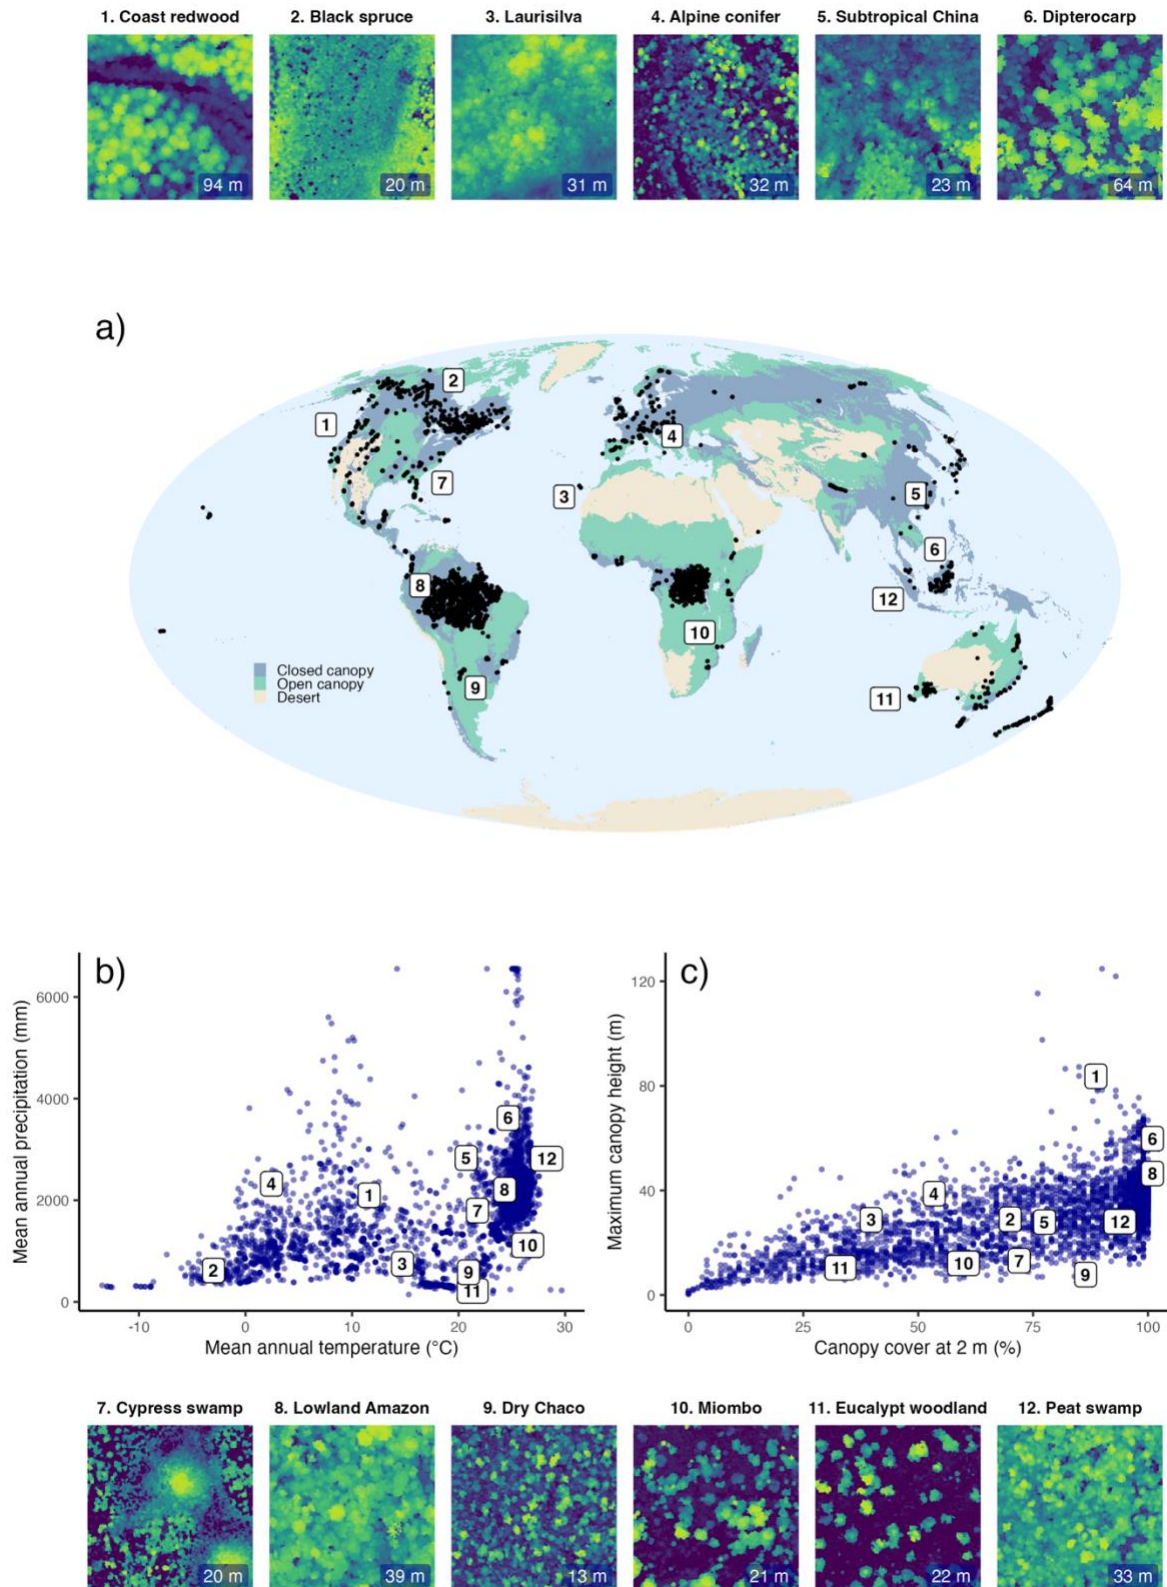 1. Coast redwood 2. Black spruce 3. Laurisilva 4. Alpine conifer 5. Subtropical China 6. Dipterocarp
94 m 20 m 31 m 32 m 23 m 64 m
a)
2
1
4
7
3
5
6
8
12
10
9
11
Closed canopy
Open canopy
Desert
b)
Mean annual precipitation (mm)
6000
4000
2000
0
6
5
12
4
8
1
7
10
3
2
9
11
-10 0 10 20 30
Mean annual temperature (°C)
c)
Maximum canopy height (m)
120
80
40
0
1
6
8
4
3
2
5
12
7
11
10
9
0 25 50 75 100
Canopy cover at 2 m (%)
7. Cypress swamp 8. Lowland Amazon 9. Dry Chaco 10. Miombo 11. Eucalypt woodland 12. Peat swamp
20 m 39 m 13 m 21 m 22 m 33 m